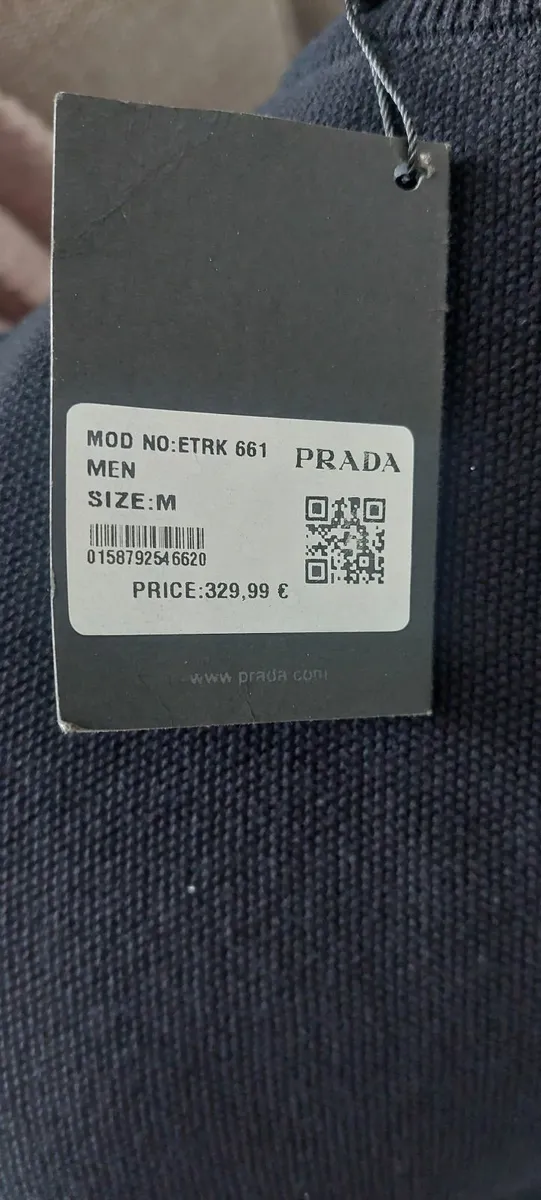 MOD NO:ETRK 661
MEN
PRADA
SIZE:M
0158792546620
PRICE:329,99 €
www prada com